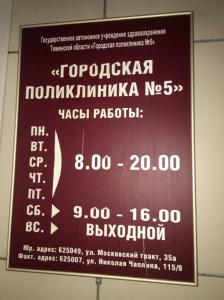 Государственное автономное учреждение здравоохранения
Тюменской области «Городская поликлиника №5»
«ГОРОДСКАЯ
ПОЛИКЛИНИКА №5»
ЧАСЫ РАБОТЫ:
ПН.
ВТ.
СР. 8.00 - 20.00
ЧТ.
ПТ.
СБ. 9.00 - 16.00
ВС. ВЫХОДНОЙ
Юр. адрес: 625049, ул. Московский тракт, 35а
Факт. адрес: 625007, ул. Николая Чаплина, 115/9